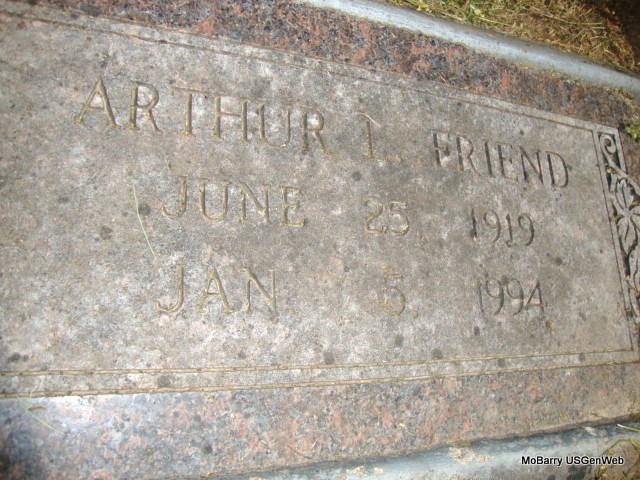 ARTHUR L. FRIEND
JUNE 25 1919
JAN 5 1994
MoBarry USGenWeb